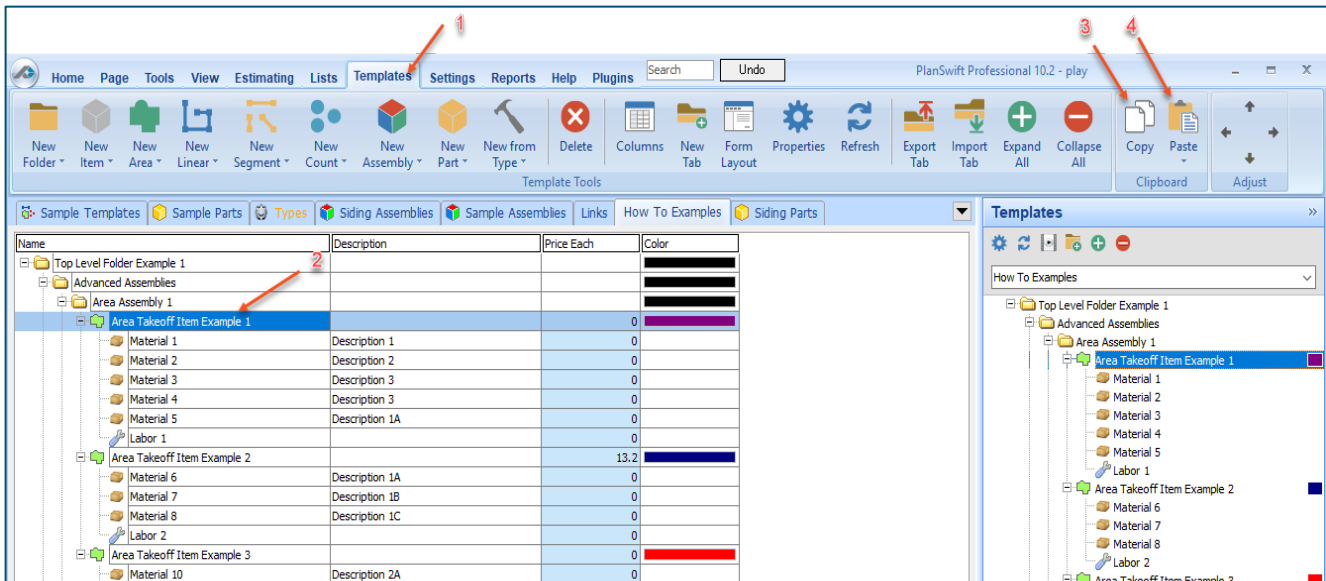 1
3
4
Home Page Tools View Estimating Lists Templates Settings Reports Help Plugins Search Undo PlanSwift Professional 10.2 - play
New Folder
New Item
New Area
New Linear
New Segment
New Count
New Assembly
New Part
New from Type
Delete
Columns
New Tab
Form Layout
Properties
Refresh
Export Tab
Import Tab
Expand All
Collapse All
Copy
Paste
Template Tools
Clipboard
Adjust
Sample Templates Sample Parts Types Siding Assemblies Sample Assemblies Links How To Examples Siding Parts
Name Description Price Each Color
Top Level Folder Example 1
2
Advanced Assemblies
Area Assembly 1
Area Takeoff Item Example 1 0
Material 1 Description 1 0
Material 2 Description 2 0
Material 3 Description 3 0
Material 4 Description 3 0
Material 5 Description 1A 0
Labor 1 0
Area Takeoff Item Example 2 13.2
Material 6 Description 1A 0
Material 7 Description 1B 0
Material 8 Description 1C 0
Labor 2 0
Area Takeoff Item Example 3 0
Material 10 Description 2A 0
Templates
How To Examples
Top Level Folder Example 1
Advanced Assemblies
Area Assembly 1
Area Takeoff Item Example 1
Material 1
Material 2
Material 3
Material 4
Material 5
Labor 1
Area Takeoff Item Example 2
Material 6
Material 7
Material 8
Labor 2
Area Takeoff Item Example 3